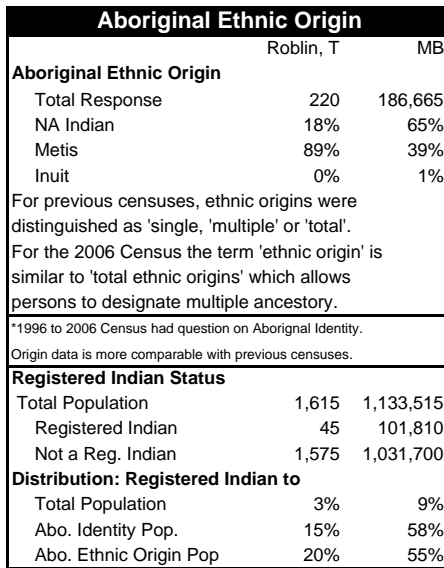 Aboriginal Ethnic Origin
Roblin, T MB
Aboriginal Ethnic Origin
Total Response 220 186,665
NA Indian 18% 65%
Metis 89% 39%
Inuit 0% 1%
For previous censuses, ethnic origins were
distinguished as 'single, 'multiple' or 'total'.
For the 2006 Census the term 'ethnic origin' is
similar to 'total ethnic origins' which allows
persons to designate multiple ancestory.
*1996 to 2006 Census had question on Aborignal Identity.
Origin data is more comparable with previous censuses.
Registered Indian Status
Total Population 1,615 1,133,515
Registered Indian 45 101,810
Not a Reg. Indian 1,575 1,031,700
Distribution: Registered Indian to
Total Population 3% 9%
Abo. Identity Pop. 15% 58%
Abo. Ethnic Origin Pop 20% 55%